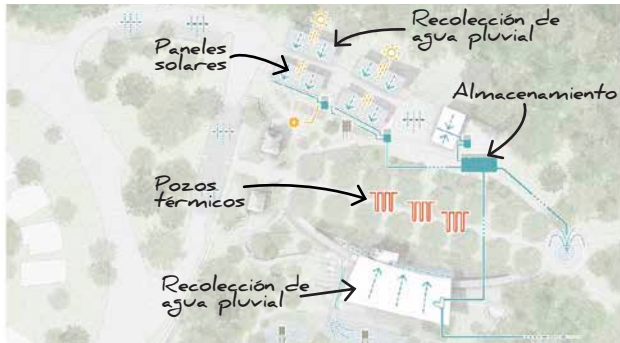 Recolección de
agua pluvial
Paneles
solares
Almacenamiento
Pozos
térmicos
Recolección de
agua pluvial